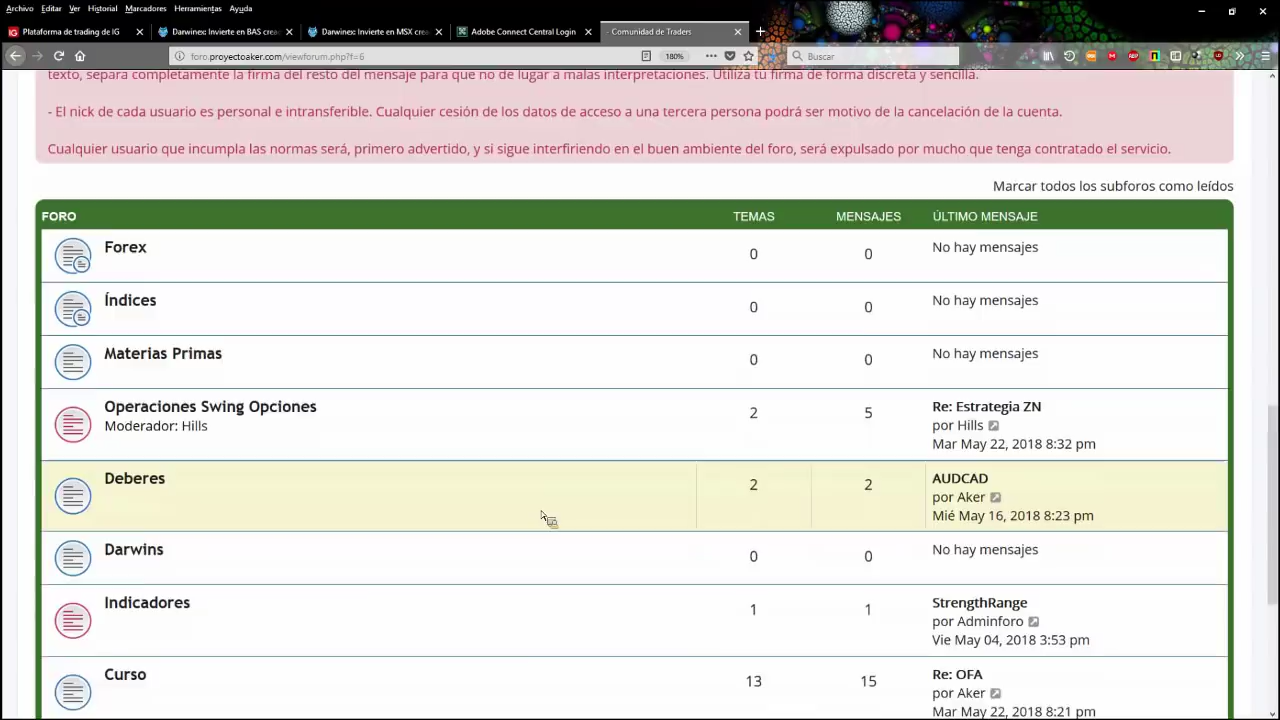 Archivo Editar Ver Historial Marcadores Herramientas Ayuda
Plataforma de trading de IG
Darwinex: Invierte en BAS creac
Darwinex: Invierte en MSX crea
Adobe Connect Central Login
- Comunidad de Traders
foro.proyectoaker.com/viewforum.php?f=6
180%
Buscar
texto, separa completamente la firma del resto del mensaje para que no de lugar a malas interpretaciones. Utiliza tu firma de forma discreta y sencilla.
- El nick de cada usuario es personal e intransferible. Cualquier cesión de los datos de acceso a una tercera persona podrá ser motivo de la cancelación de la cuenta.
Cualquier usuario que incumpla las normas será, primero advertido, y si sigue interfiriendo en el buen ambiente del foro, será expulsado por mucho que tenga contratado el servicio.
Marcar todos los subforos como leídos
FORO TEMAS MENSAJES ÚLTIMO MENSAJE
Forex 0 0 No hay mensajes
Índices 0 0 No hay mensajes
Materias Primas 0 0 No hay mensajes
Operaciones Swing Opciones 2 5 Re: Estrategia ZN
Moderador: Hills por Hills
Mar May 22, 2018 8:32 pm
Deberes 2 2 AUDCAD
por Aker
Mié May 16, 2018 8:23 pm
Darwins 0 0 No hay mensajes
Indicadores 1 1 StrengthRange
por Adminforo
Vie May 04, 2018 3:53 pm
Curso 13 15 Re: OFA
por Aker
Mar May 22, 2018 8:21 pm